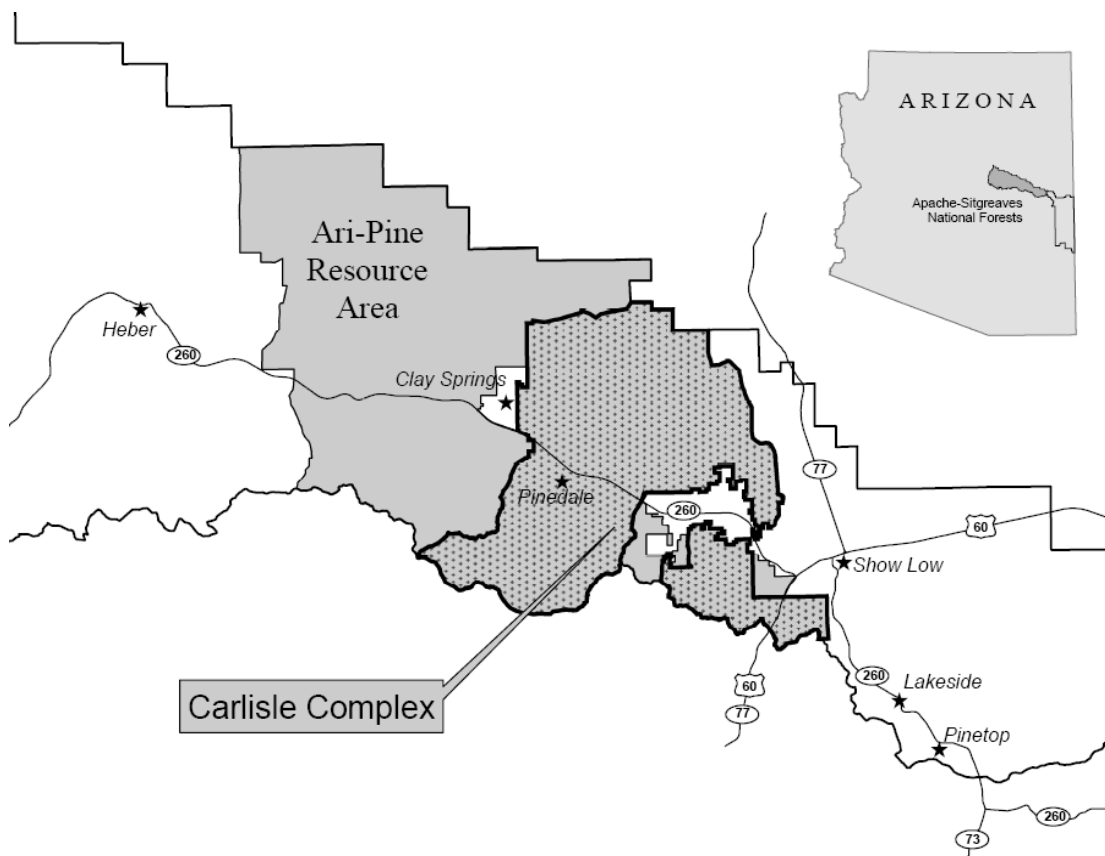 ARIZONA
Apache-Sitgreaves
National Forests
Ari-Pine
Resource
Area
Heber
260
Clay Springs
77
Pinedale
260
60
Show Low
Carlisle Complex
60
77
260
Lakeside
Pinetop
260
73